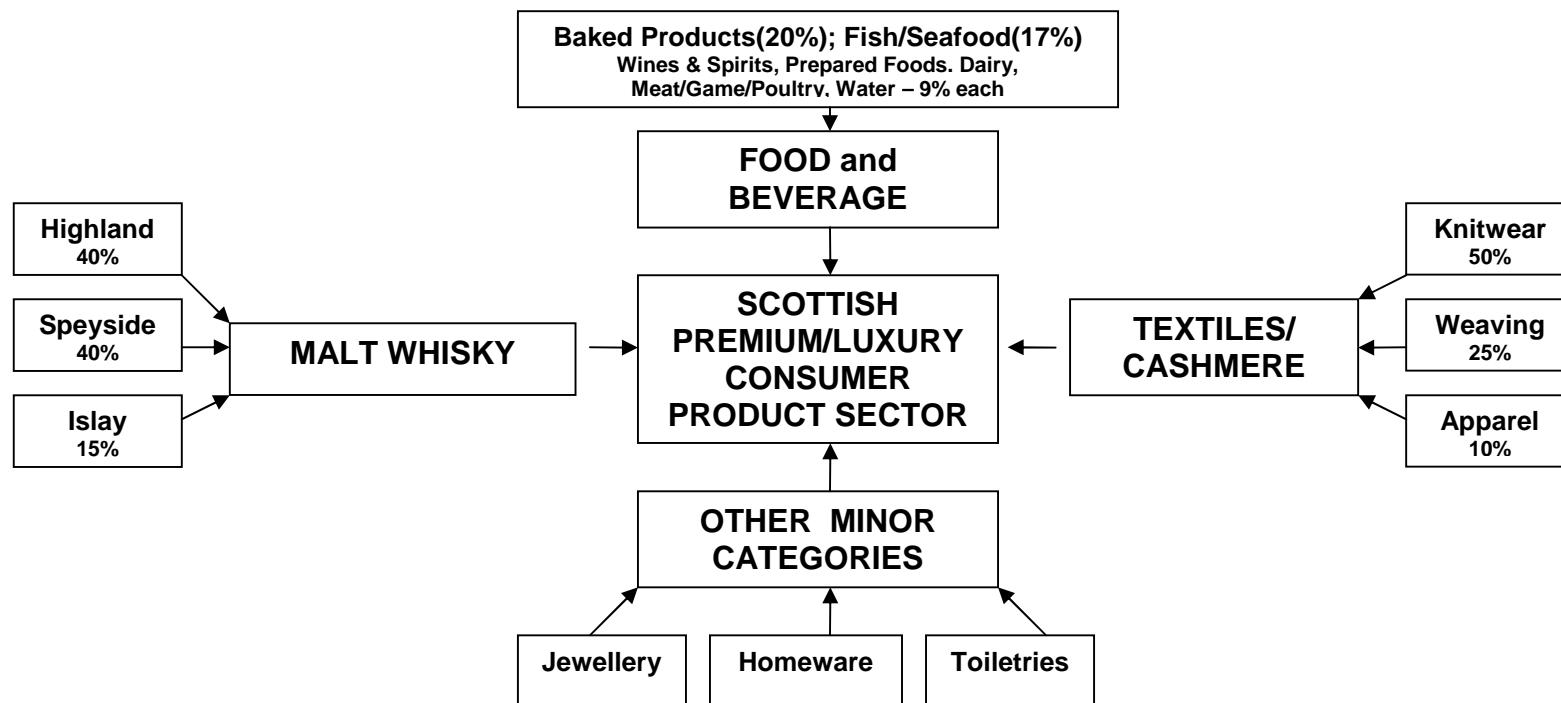 Baked Products(20%); Fish/Seafood(17%)
Wines & Spirits, Prepared Foods. Dairy,
Meat/Game/Poultry, Water – 9% each
FOOD and
BEVERAGE
Highland
40%
Speyside
40%
Islay
15%
MALT WHISKY
SCOTTISH
PREMIUM/LUXURY
CONSUMER
PRODUCT SECTOR
TEXTILES/
CASHMERE
Knitwear
50%
Weaving
25%
Apparel
10%
OTHER MINOR
CATEGORIES
Jewellery
Homeware
Toiletries